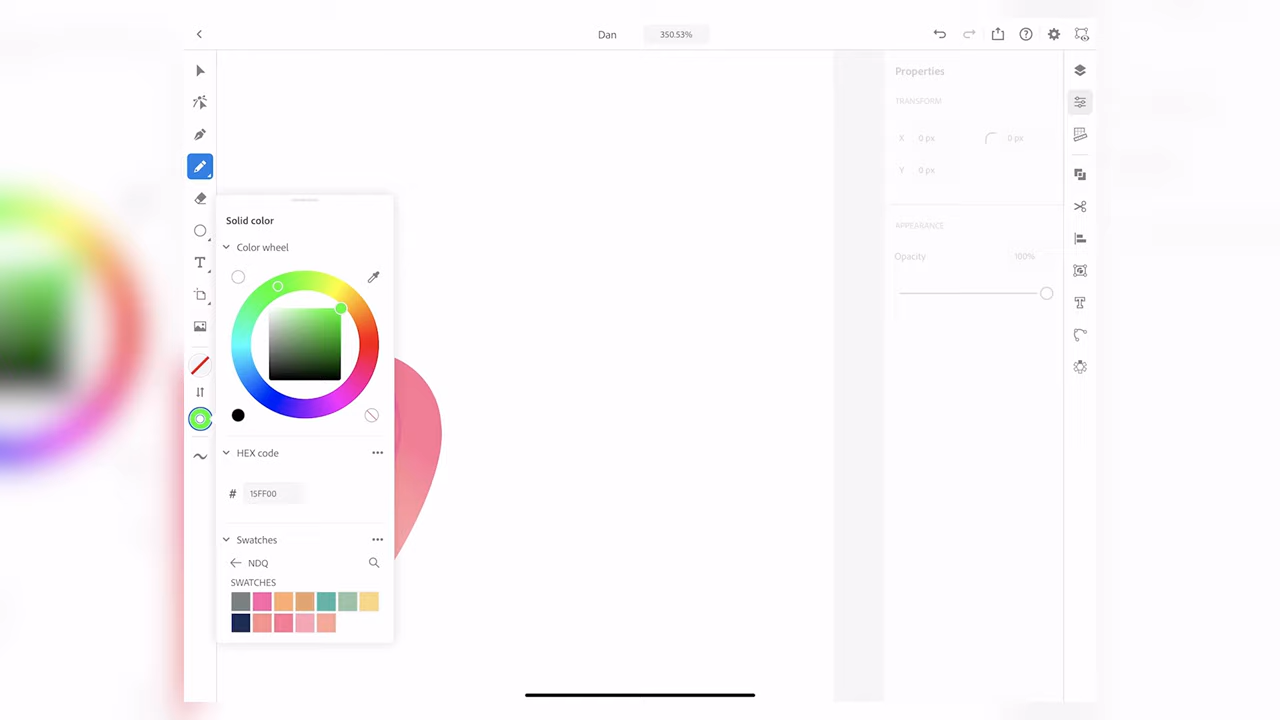 Dan
350.53%
Properties
TRANSFORM
X 0 px
0 px
Y 0 px
APPEARANCE
Opacity 100%
Solid color
Color wheel
HEX code
# 15FF00
Swatches
NDQ
SWATCHES